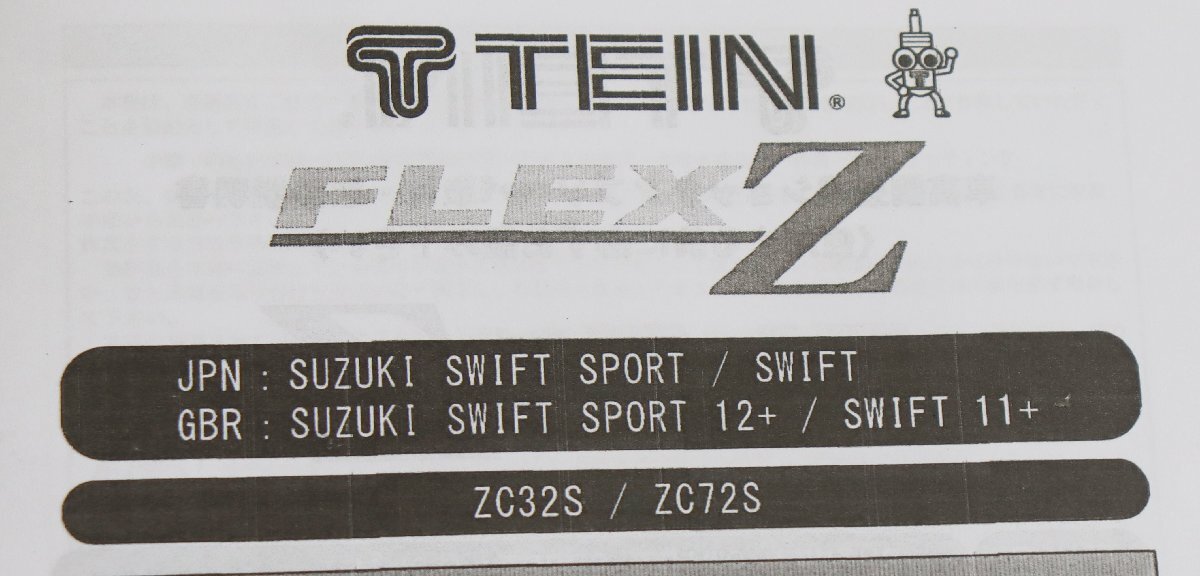 TEIN®
FLEX Z
JPN : SUZUKI SWIFT SPORT / SWIFT
GBR : SUZUKI SWIFT SPORT 12+ / SWIFT 11+
ZC32S / ZC72S